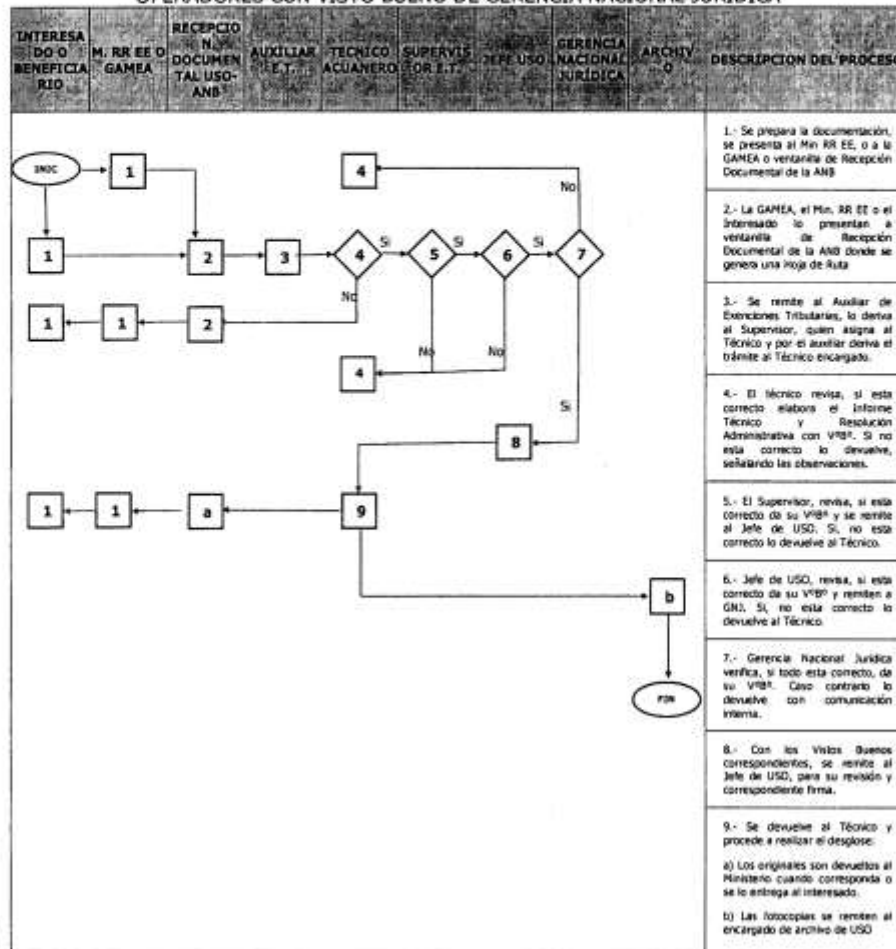 OPERADORES CON VISTO BUENO DE GERENCIA NACIONAL JURIDICA
INTERESA
DO O
BENEFICIA
RIO
M. RR EE O
GAMEA
RECEPCIO
N
DOCUMEN
TAL USO-
ANB
AUXILIAR
E.T.
TECNICO
ACUANERO
SUPERVIS
OR E.T.
JEFE USO
GERENCIA
NACIONAL
JURÍDICA
ARCHIV
O
DESCRIPCION DEL PROCESO
INIC
1
4
No
1
2
3
4
Si
5
Si
6
Si
7
No
1
1
2
No
No
4
Si
8
1
1
a
9
b
FIN
1.- Se prepara la documentación,
se presenta al Min RR EE, o a la
GAMEA o ventanilla de Recepción
Documental de la ANB
2.- La GAMEA, el Min. RR EE o el
Interesado lo presentan a
ventanilla de Recepción
Documental de la ANB donde se
genera una Hoja de Ruta
3.- Se remite al Auxiliar de
Exenciones Tributarias, lo deriva
al Supervisor, quien asigna al
Técnico y por el auxiliar deriva el
trámite al Técnico encargado.
4.- El técnico revisa, si esta
correcto elabora el Informe
Técnico y Resolución
Administrativa con VºBº. Si no
esta correcto lo devuelve,
señalando las observaciones.
5.- El Supervisor, revisa, si esta
correcto da su VºBº y se remite
al Jefe de USO. Si, no esta
correcto lo devuelve al Técnico.
6.- Jefe de USO, revisa, si esta
correcto da su VºBº y remiten a
GNJ. Si, no esta correcto lo
devuelve al Técnico.
7.- Gerencia Nacional Jurídica
verifica, si todo esta correcto, da
su VºBº. Caso contrario lo
devuelve con comunicación
interna.
8.- Con los Vistos Buenos
correspondientes, se remite al
Jefe de USO, para su revisión y
correspondiente firma.
9.- Se devuelve al Técnico y
procede a realizar el desglose:
a) Los originales son devueltos al
Ministerio cuando corresponda o
se lo entrega al interesado.
b) Las fotocopias se remiten al
encargado de archivo de USO